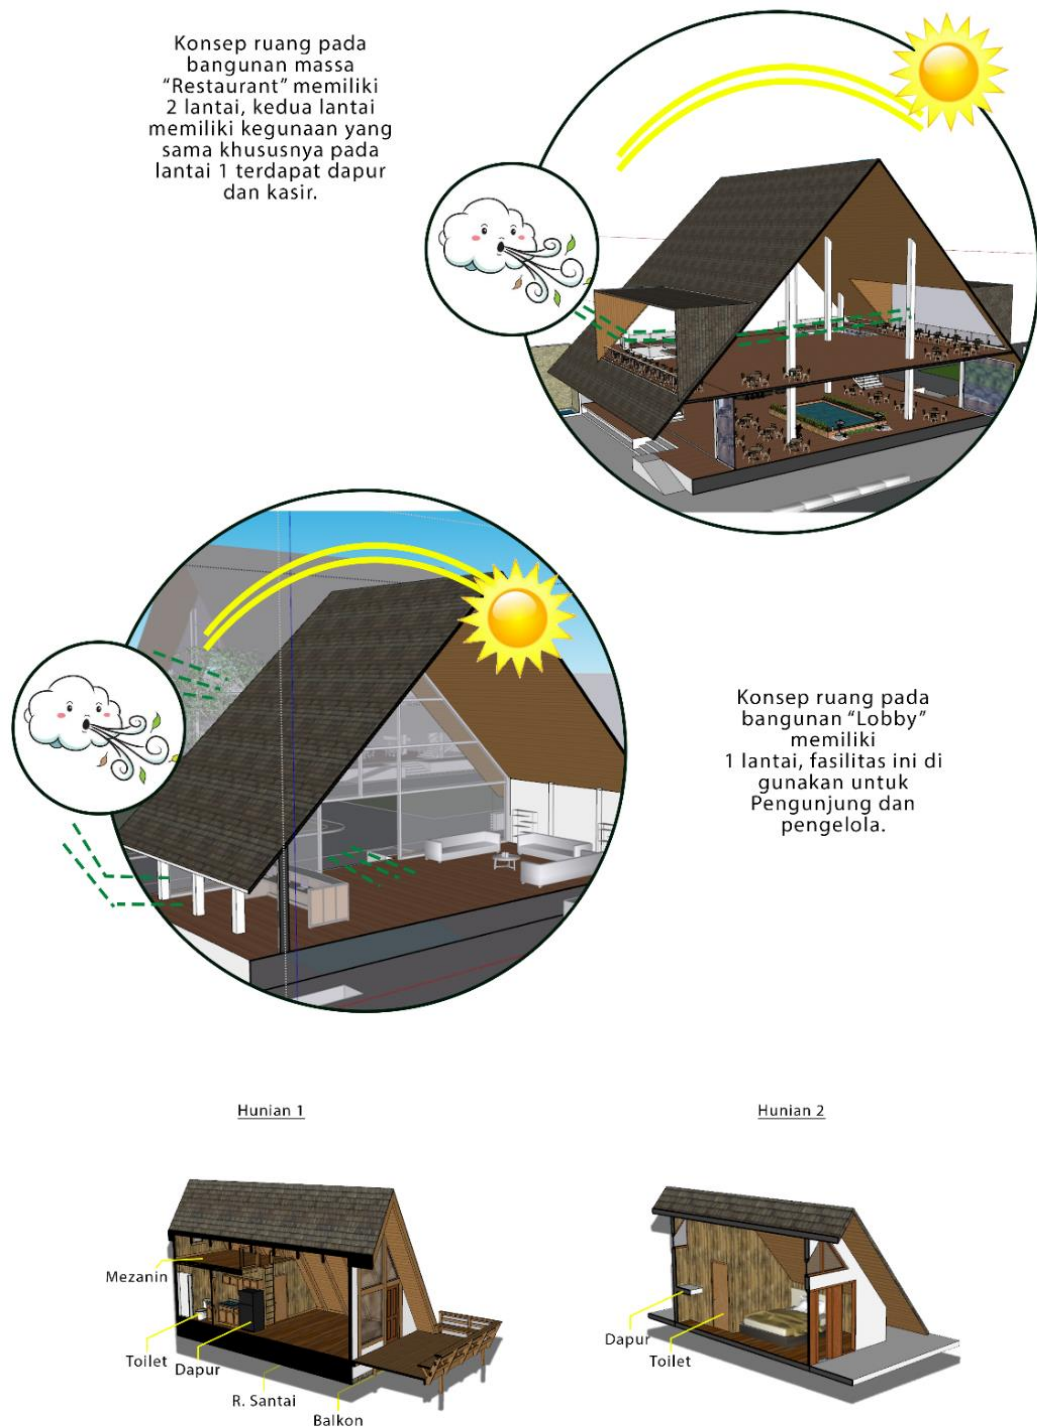 Konsep ruang pada
bangunan massa
“Restaurant” memiliki
2 lantai, kedua lantai
memiliki kegunaan yang
sama khususnya pada
lantai 1 terdapat dapur
dan kasir.
Konsep ruang pada
bangunan “Lobby”
memiliki
1 lantai, fasilitas ini di
gunakan untuk
Pengunjung dan
pengelola.
Hunian 1
Mezanin
Toilet
Dapur
R. Santai
Balkon
Hunian 2
Dapur
Toilet